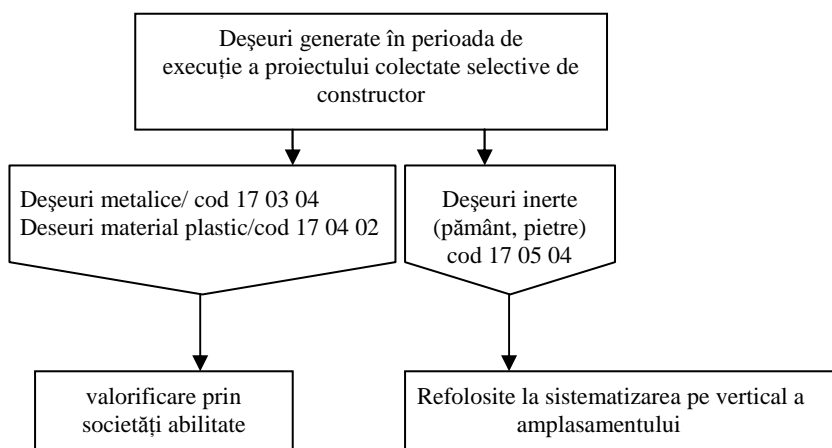 Deşeuri generate în perioada de
execuție a proiectului colectate selective de
constructor
Deşeuri metalice/ cod 17 03 04
Deseuri material plastic/cod 17 04 02
Deşeuri inerte
(pământ, pietre)
cod 17 05 04
valorificare prin
societăți abilitate
Refolosite la sistematizarea pe vertical a
amplasamentului